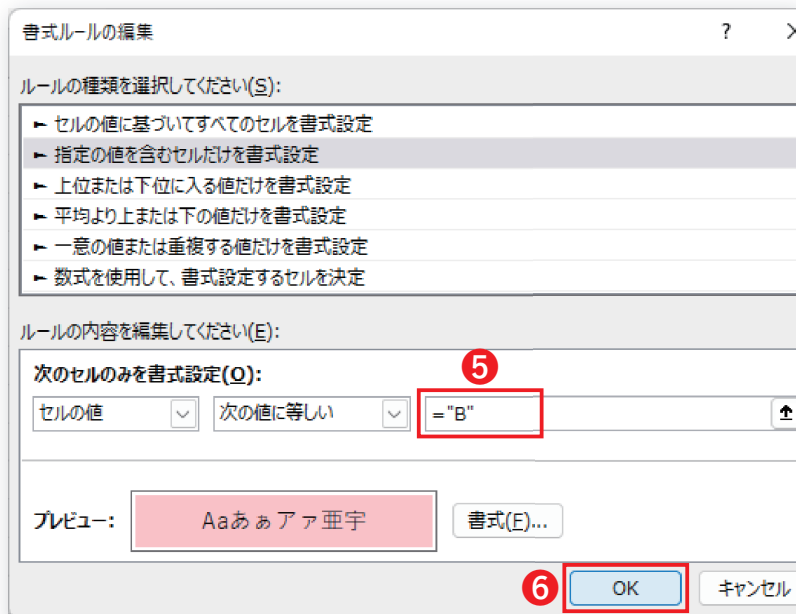 書式ルールの編集 ?
ルールの種類を選択してください(S):
► セルの値に基づいてすべてのセルを書式設定
► 指定の値を含むセルだけを書式設定
► 上位または下位に入る値だけを書式設定
► 平均より上または下の値だけを書式設定
► 一意の値または重複する値だけを書式設定
► 数式を使用して、書式設定するセルを決定
ルールの内容を編集してください(E):
❺
次のセルのみを書式設定(O):
セルの値 次の値に等しい ="B"
プレビュー: Aaあぁアァ亜宇 書式(F)...
❻ OK キャンセル